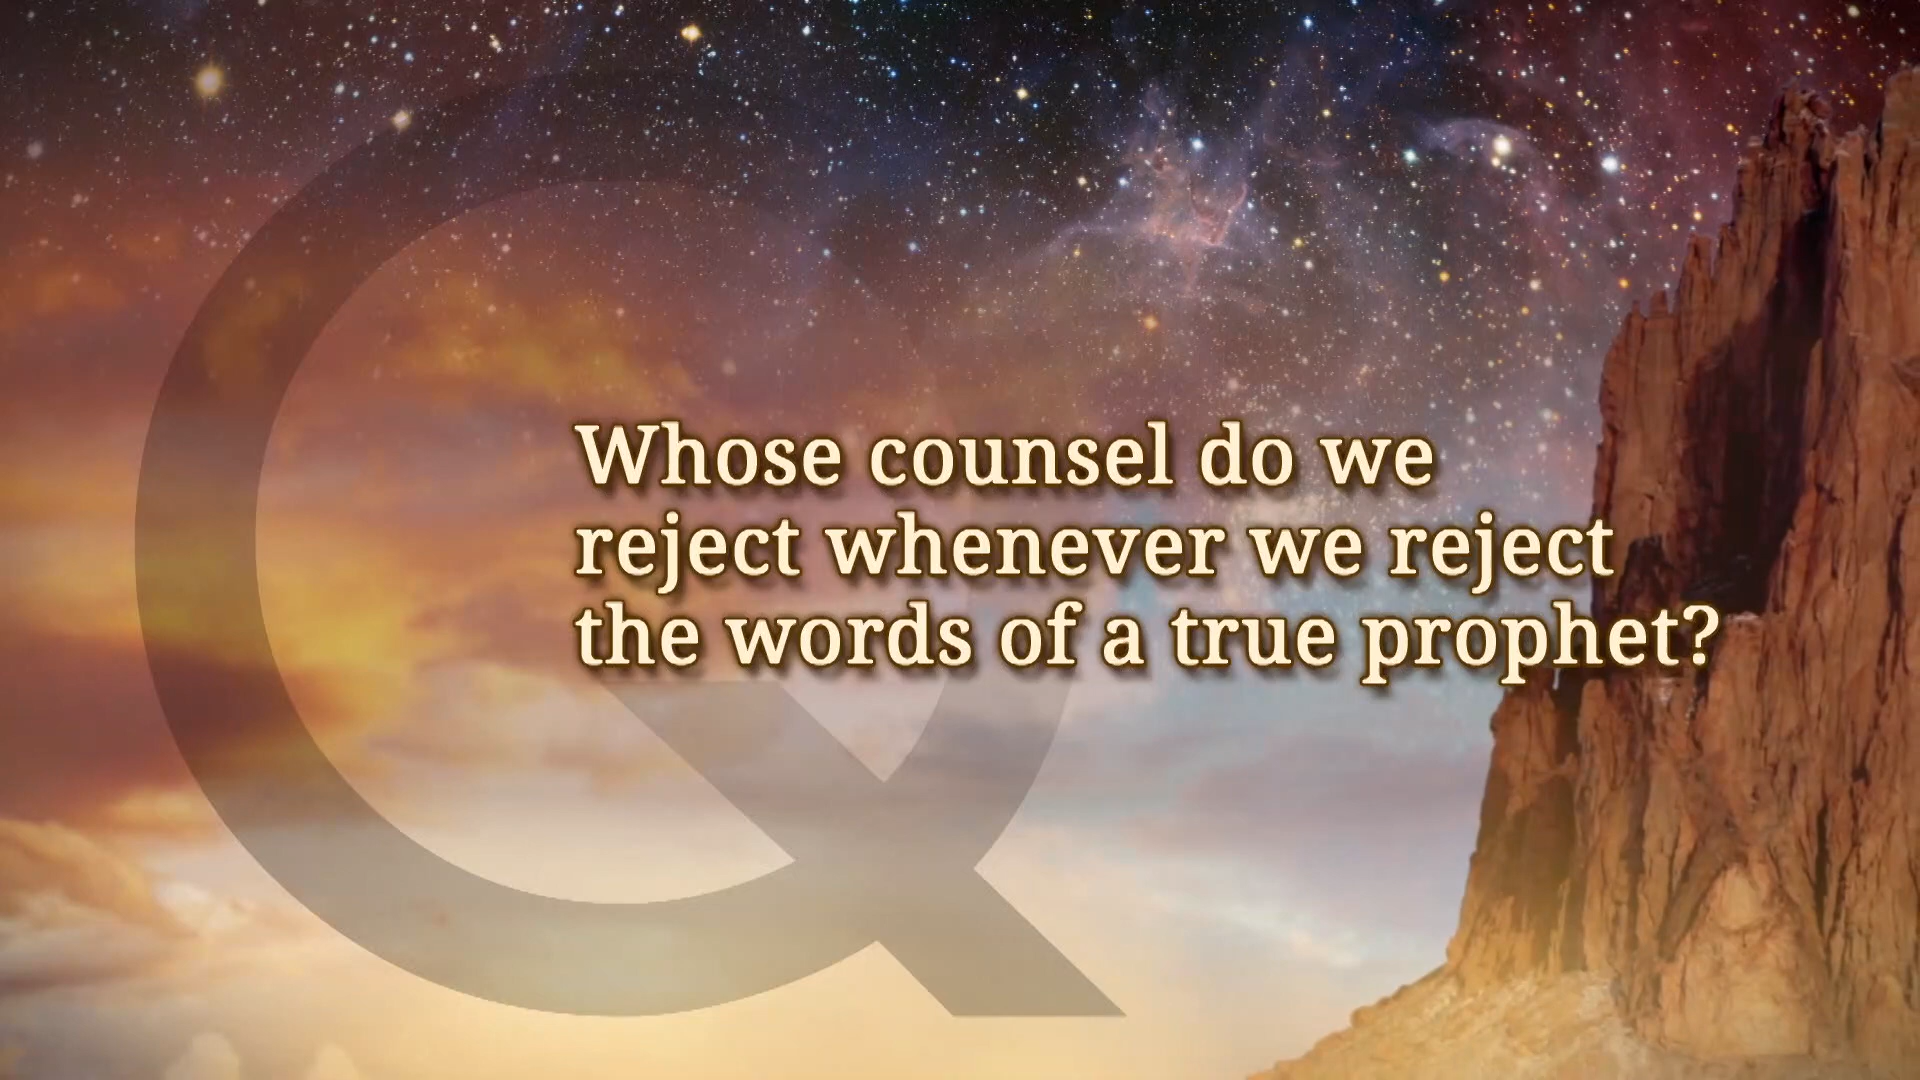 Whose counsel do we
reject whenever we reject
the words of a true prophet?